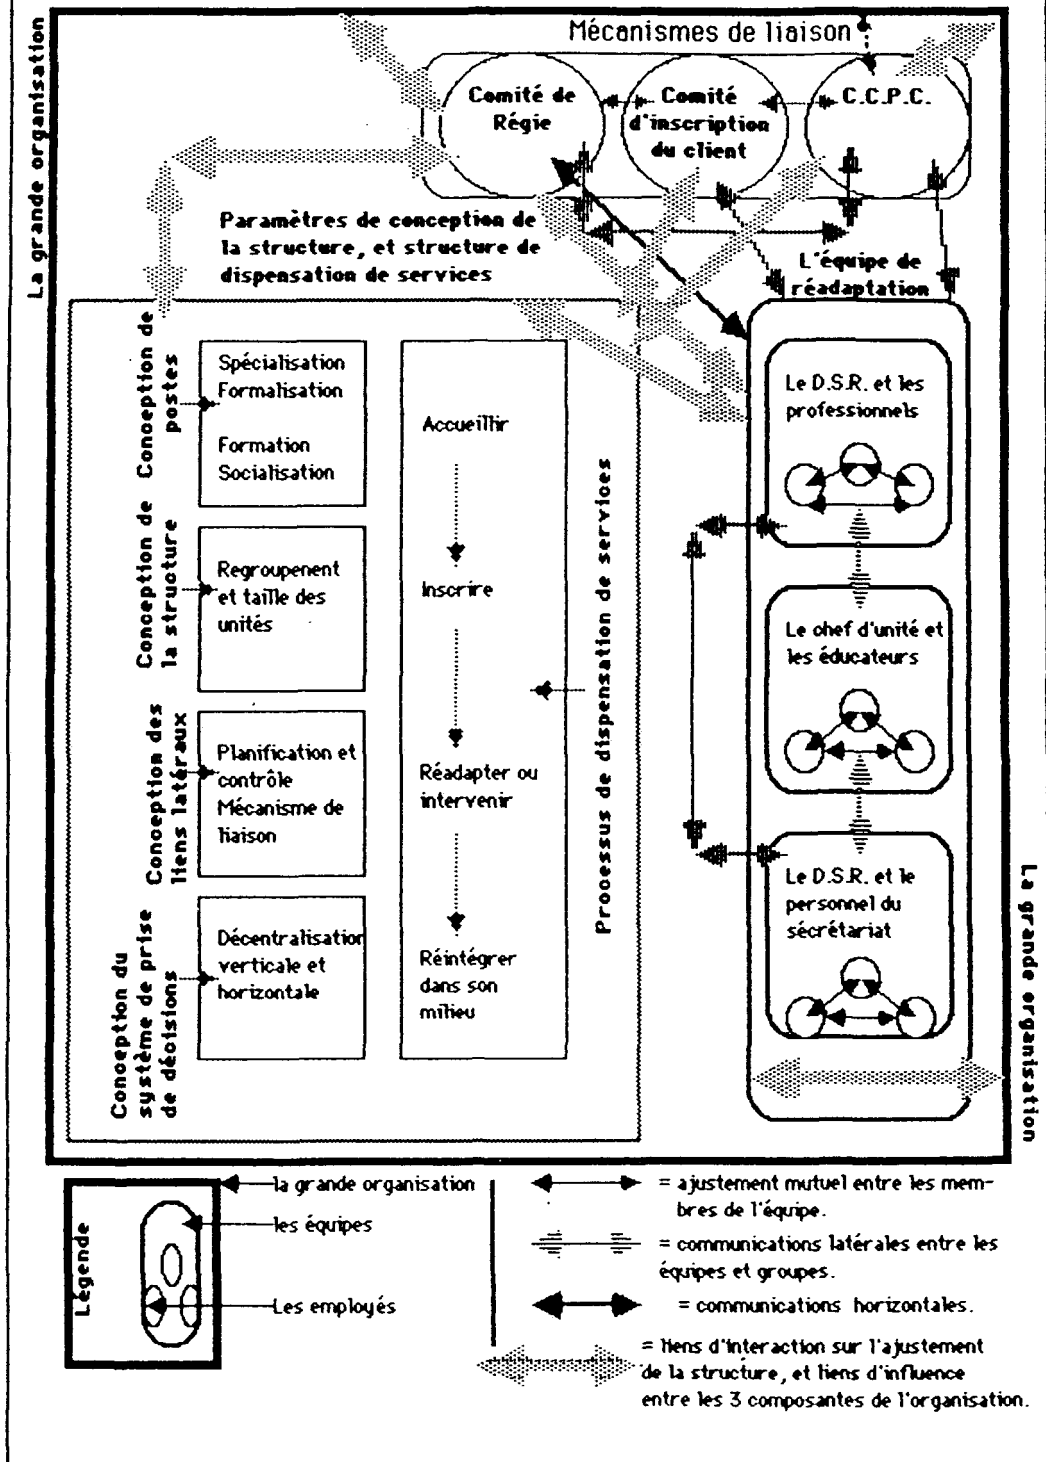 La grande organisation
Mécanismes de liaison
Comité de
Régie
Comité
d'inscription
du client
C.C.P.C.
Paramètres de conception de
la structure, et structure de
dispensation de services
L'équipe de
réadaptation
Conception de
postes
Spécialisation
Formalisation
Formation
Socialisation
Conception de
la structure
Regroupenent
et taille des
unités
Conception des
liens latéraux
Planification et
contrôle
Mécanisme de
liaison
Conception du
système de prise
de décisions
Décentralisation
verticale et
horizontale
Accueillir
Inscrire
Réadapter ou
intervenir
Réintégrer
dans son
milieu
Processus de dispensation de services
Le D.S.R. et les
professionnels
Le chef d'unité et
les éducateurs
Le D.S.R. et le
personnel du
sécrétariat
La grande organisation
Légende
la grande organisation
les équipes
Les employés
= ajustement mutuel entre les mem-
bres de l'équipe.
= communications latérales entre les
équipes et groupes.
= communications horizontales.
= liens d'interaction sur l'ajustement
de la structure, et liens d'influence
entre les 3 composantes de l'organisation.